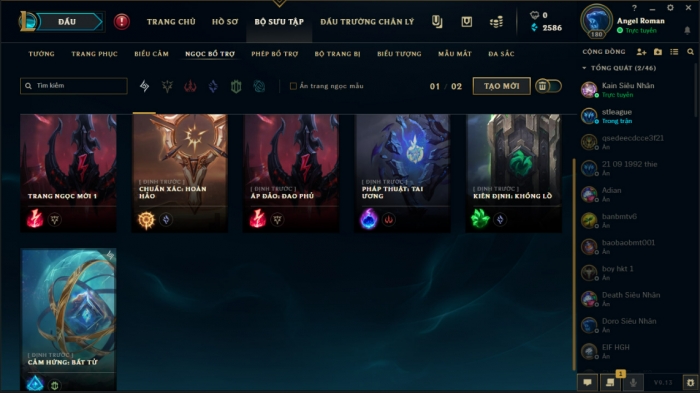 ĐẤU
TRANG CHỦ
HỒ SƠ
BỘ SƯU TẬP
ĐẤU TRƯỜNG CHÂN LÝ
0
2586
180
Angel Roman
Trực tuyến
TƯỚNG
TRANG PHỤC
BIỂU CẢM
NGỌC BỔ TRỢ
PHÉP BỔ TRỢ
BỘ TRANG BỊ
BIỂU TƯỢNG
MẪU MẮT
ĐA SẮC
Tìm kiếm
Ẩn trang ngọc mẫu
01 / 02
TẠO MỚI
TRANG NGỌC MỚI 1
[ ĐỊNH TRƯỚC ]
CHUẨN XÁC: HOÀN
HẢO
[ ĐỊNH TRƯỚC ]
ÁP ĐẢO: ĐAO PHỦ
[ ĐỊNH TRƯỚC ]
PHÁP THUẬT: TAI
ƯƠNG
[ ĐỊNH TRƯỚC ]
KIÊN ĐỊNH: KHỔNG LỒ
[ ĐỊNH TRƯỚC ]
CẢM HỨNG: BẤT TỬ
CỘNG ĐỒNG
TỔNG QUÁT (2/46)
Kain Siêu Nhân
Trực tuyến
stleague
Trong trận
qsedeecdcce3f21
Ẩn
21 09 1992 thie
Ẩn
Adian
Ẩn
banbmtv6
Ẩn
baobaobmt001
Ẩn
boy hkt 1
Ẩn
Death Siêu Nhân
Ẩn
Doro Siêu Nhân
Ẩn
EIF HGH
Ẩn
1
V9.13